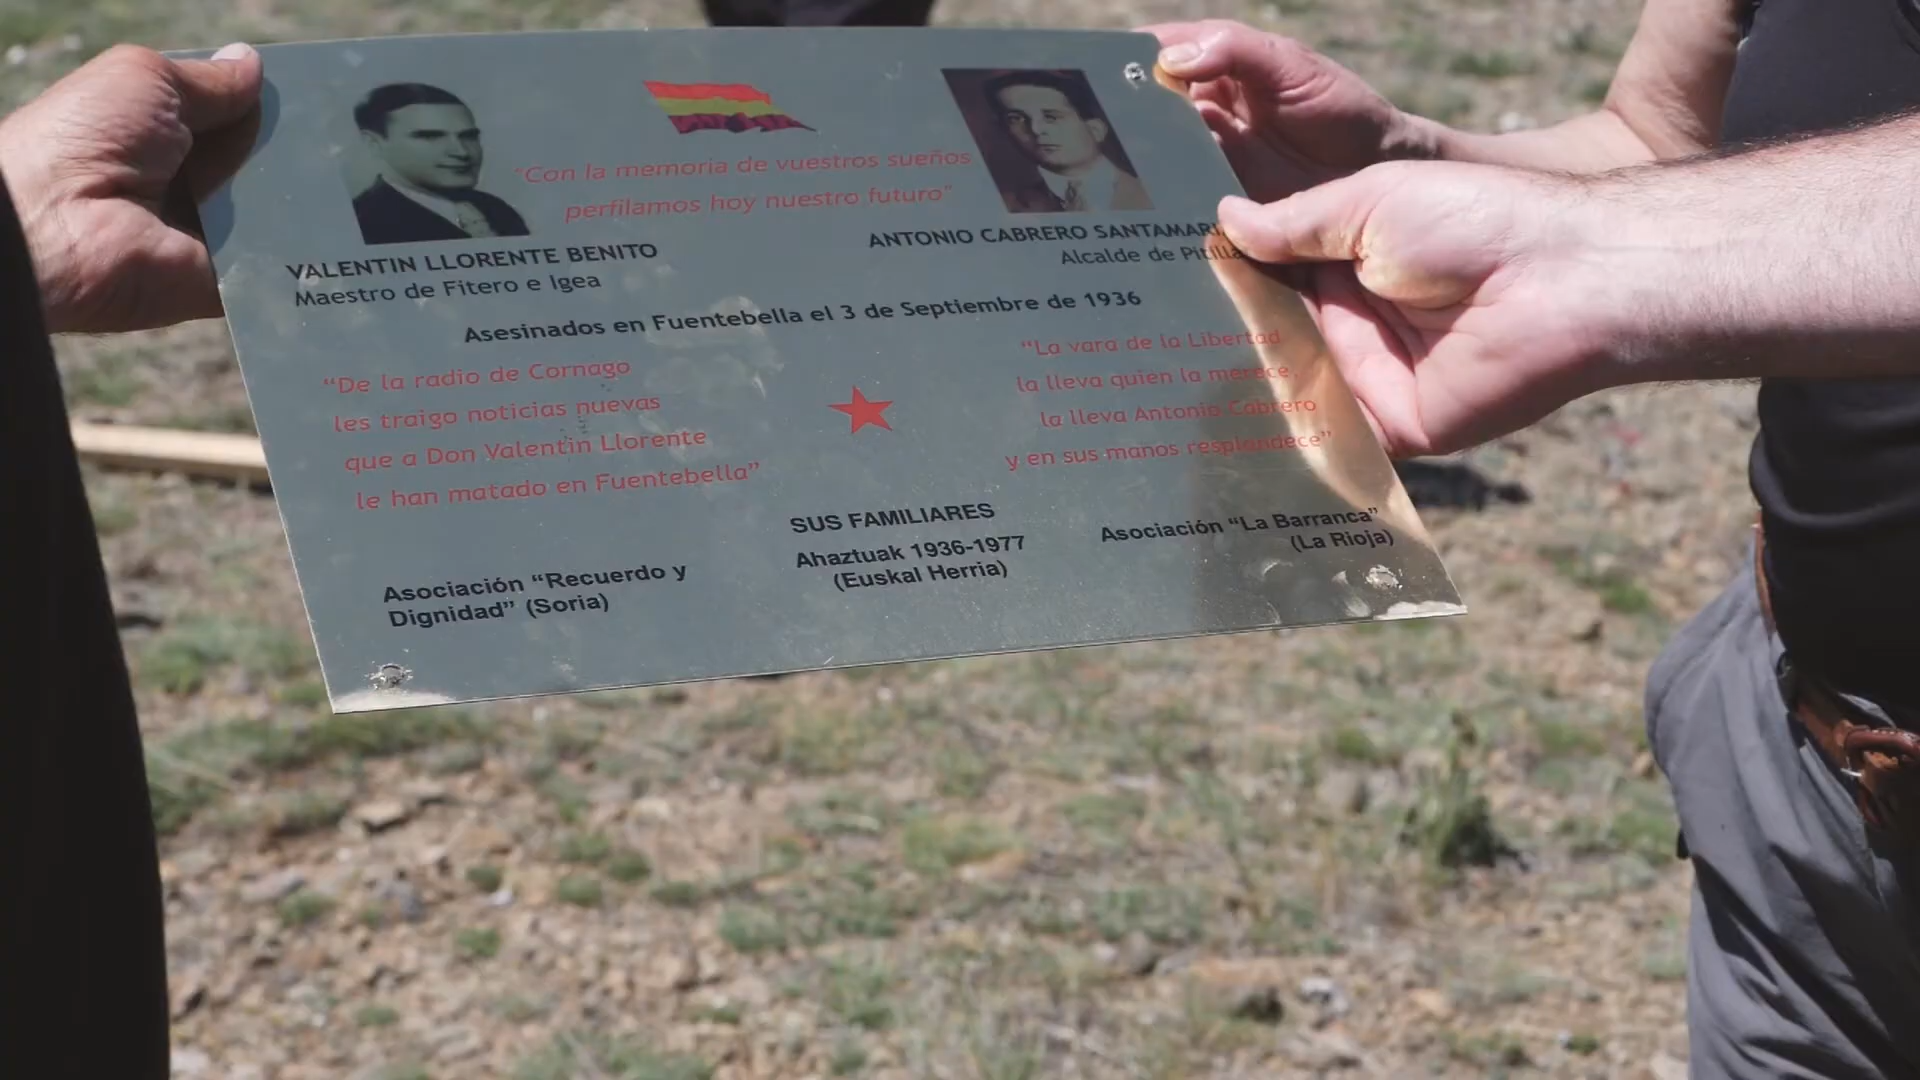 "Con la memoria de vuestros sueños
perfilamos hoy nuestro futuro"
VALENTIN LLORENTE BENITO
Maestro de Fitero e Igea
ANTONIO CABRERO
Alcalde de
Asesinados en Fuentebella el 3 de Septiembre de 1936
"De la radio de Cornago
les traigo noticias nuevas
que a Don Valentín Llorente
le han matado en Fuentebella"
"La vara de la Libertad
la lleva quien la merece,
la lleva Antonio Cabrero
y en sus manos resplandece"
SUS FAMILIARES
Asociación "Recuerdo y
Dignidad" (Soria)
Ahaztuak 1936-1977
(Euskal Herria)
Asociación "La Barranca"
(La Rioja)